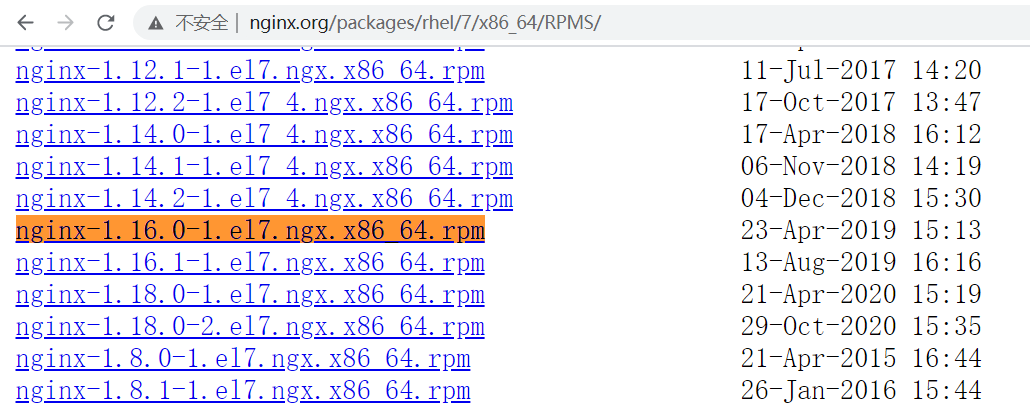 不安全 | nginx.org/packages/rhel/7/x86_64/RPMS/
nginx-1.12.1-1.el7.ngx.x86_64.rpm 11-Jul-2017 14:20
nginx-1.12.2-1.el7_4.ngx.x86_64.rpm 17-Oct-2017 13:47
nginx-1.14.0-1.el7_4.ngx.x86_64.rpm 17-Apr-2018 16:12
nginx-1.14.1-1.el7_4.ngx.x86_64.rpm 06-Nov-2018 14:19
nginx-1.14.2-1.el7_4.ngx.x86_64.rpm 04-Dec-2018 15:30
nginx-1.16.0-1.el7.ngx.x86_64.rpm 23-Apr-2019 15:13
nginx-1.16.1-1.el7.ngx.x86_64.rpm 13-Aug-2019 16:16
nginx-1.18.0-1.el7.ngx.x86_64.rpm 21-Apr-2020 15:19
nginx-1.18.0-2.el7.ngx.x86_64.rpm 29-Oct-2020 15:35
nginx-1.8.0-1.el7.ngx.x86_64.rpm 21-Apr-2015 16:44
nginx-1.8.1-1.el7.ngx.x86_64.rpm 26-Jan-2016 15:44